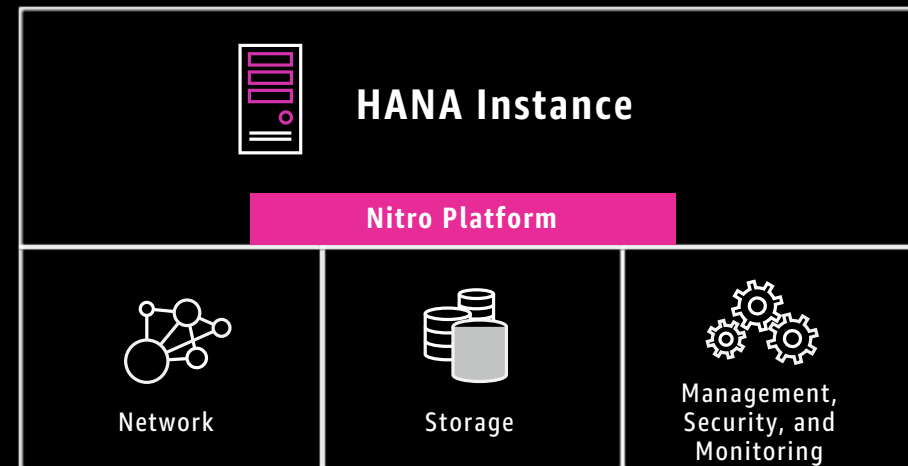 HANA Instance
Nitro Platform
Network
Storage
Management,
Security, and
Monitoring